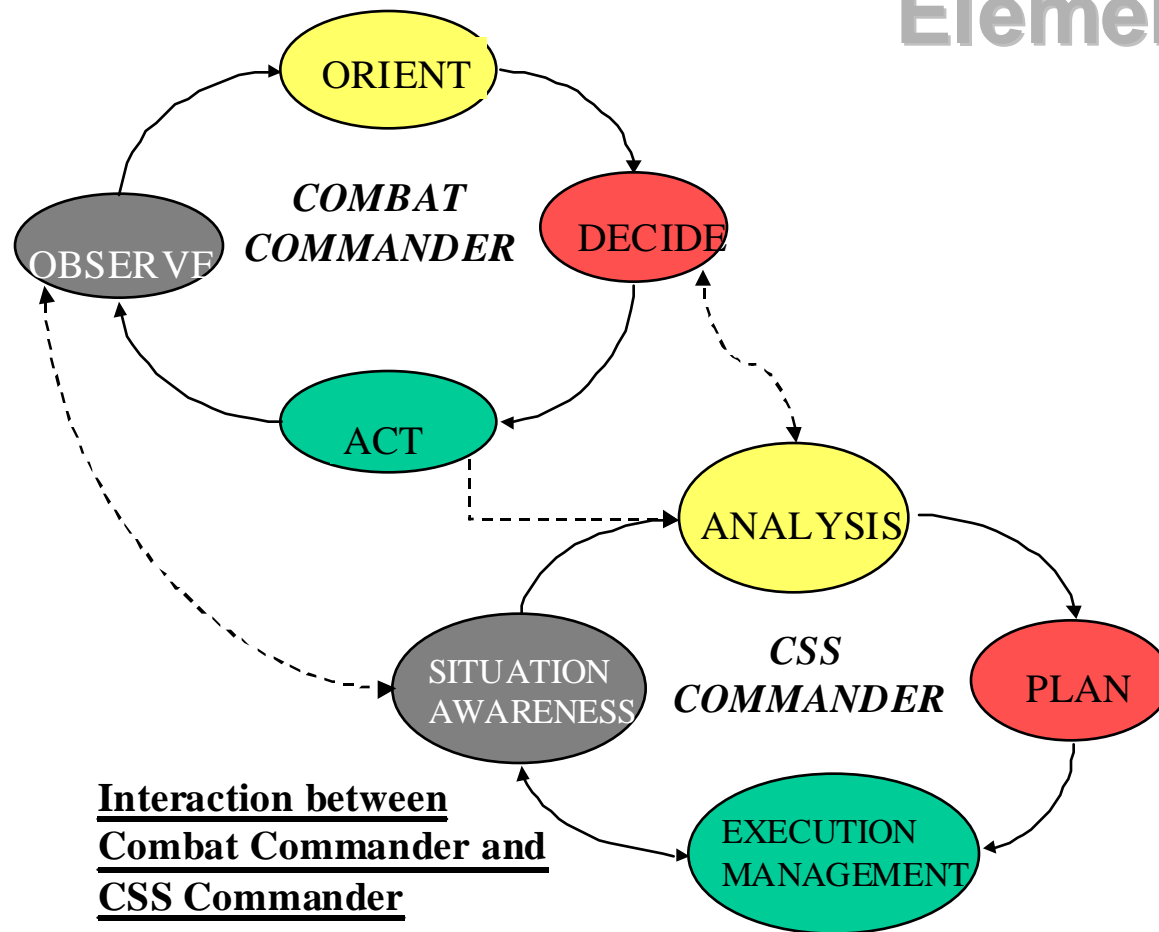 ORIENT
COMBAT
COMMANDER
DECIDE
OBSERVE
ACT
ANALYSIS
CSS
COMMANDER
SITUATION
AWARENESS
PLAN
EXECUTION
MANAGEMENT
Interaction between
Combat Commander and
CSS Commander